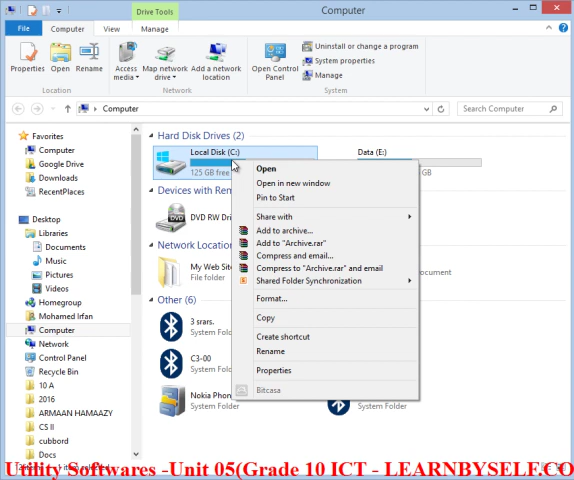 Drive Tools
Computer
File
Computer
View
Manage
Properties
Open
Rename
Access media
Map network drive
Add a network location
Open Control Panel
Uninstall or change a program
System properties
Manage
Location
Network
System
Computer
Search Computer
Favorites
Computer
Google Drive
Downloads
RecentPlaces
Desktop
Libraries
Documents
Music
Pictures
Videos
Homegroup
Mohamed Irfan
Computer
Network
Control Panel
Recycle Bin
10 A
2016
ARMAAN HAMAAZY
CS II
cubbord
Docs
Hard Disk Drives (2)
Local Disk (C:)
125 GB free
Data (E:)
GB
Devices with Rem
DVD RW Dri
Network Location
My Web Sit
File folder
ocument
Other (6)
3 srars.
System Fold
C3-00
System Fold
Nokia Phon
System Folder
System Folder
Open
Open in new window
Pin to Start
Share with
Add to archive...
Add to "Archive.rar"
Compress and email...
Compress to "Archive.rar" and email
Shared Folder Synchronization
Format...
Copy
Create shortcut
Rename
Properties
Bitcasa
Utility Softwares -Unit 05(Grade 10 ICT - LEARNBYSELF.CO